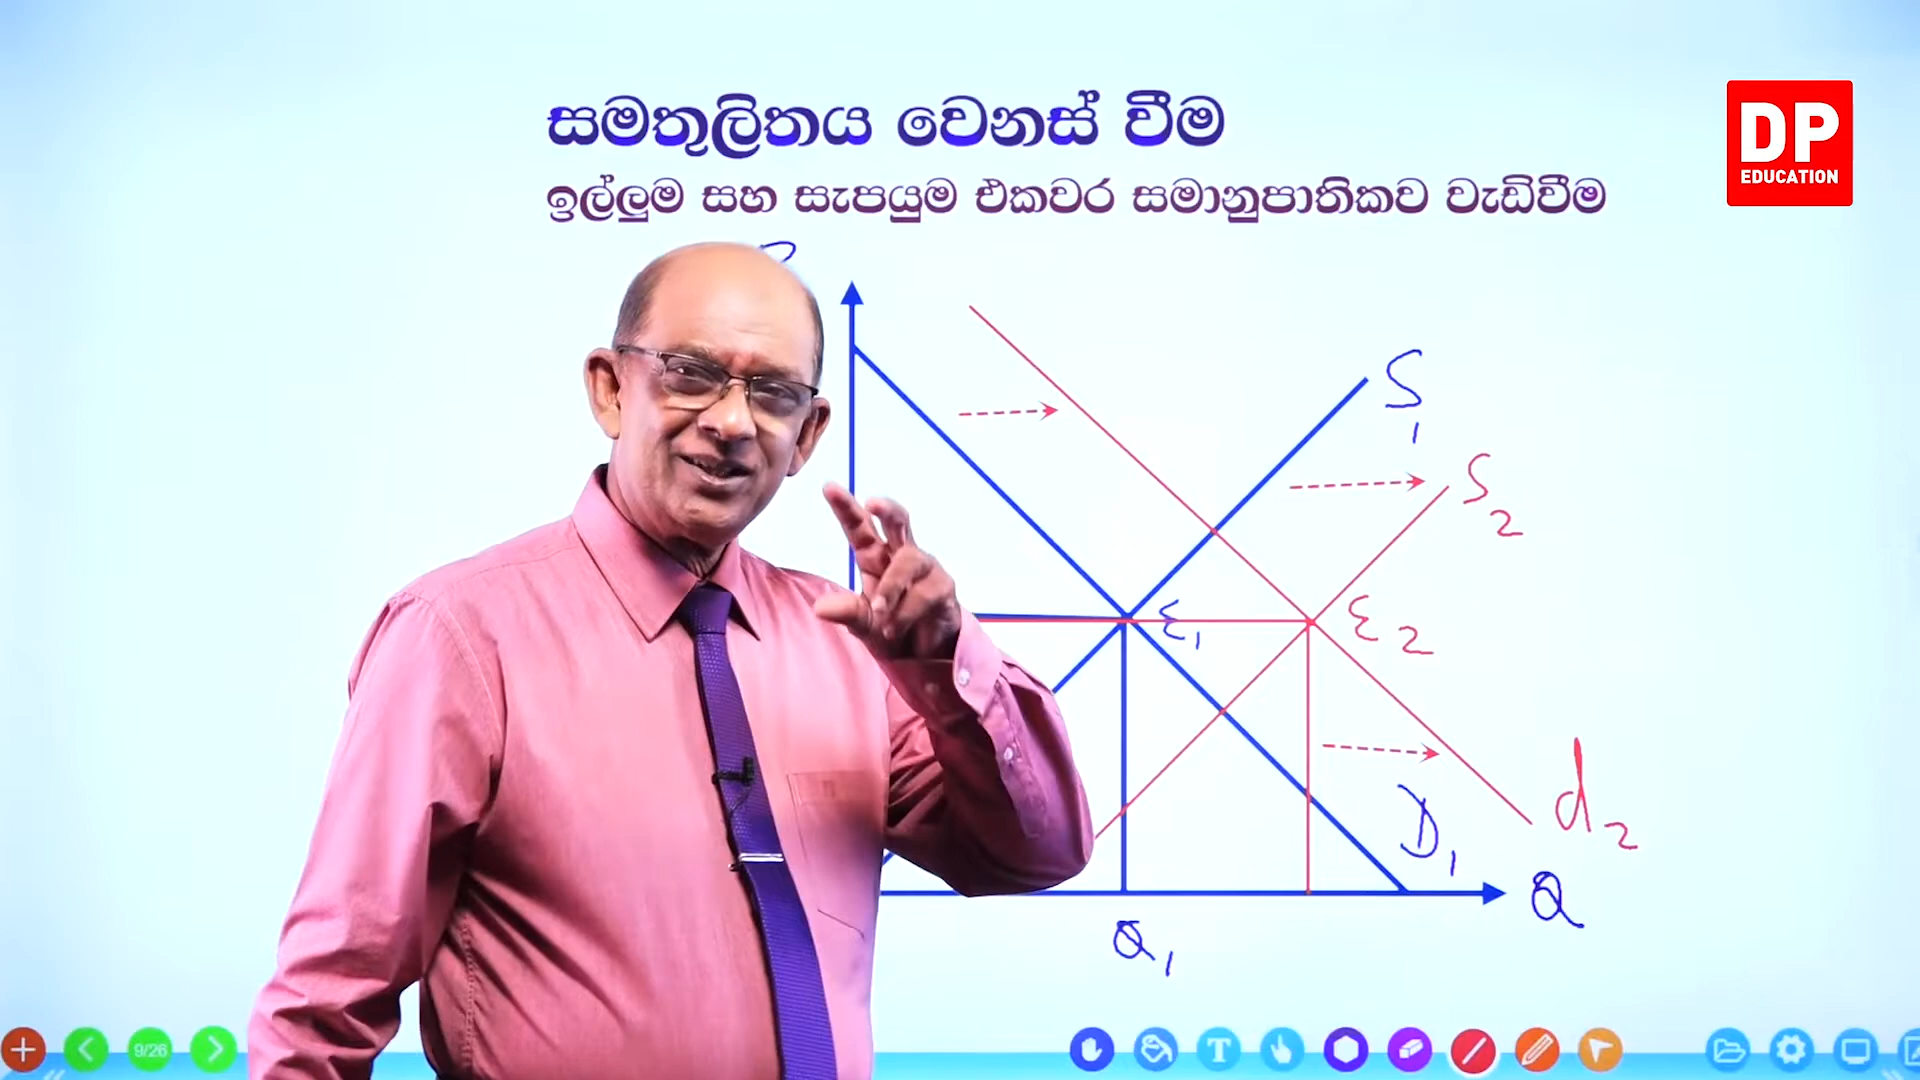 සමතුලිතය වෙනස් වීම
ඉල්ලුම සහ සැපයුම එකවර සමානුපාතිකව වැඩිවීම
DP
EDUCATION
S1
S2
E1
E2
D1
d2
Q
Q1
9/26
T